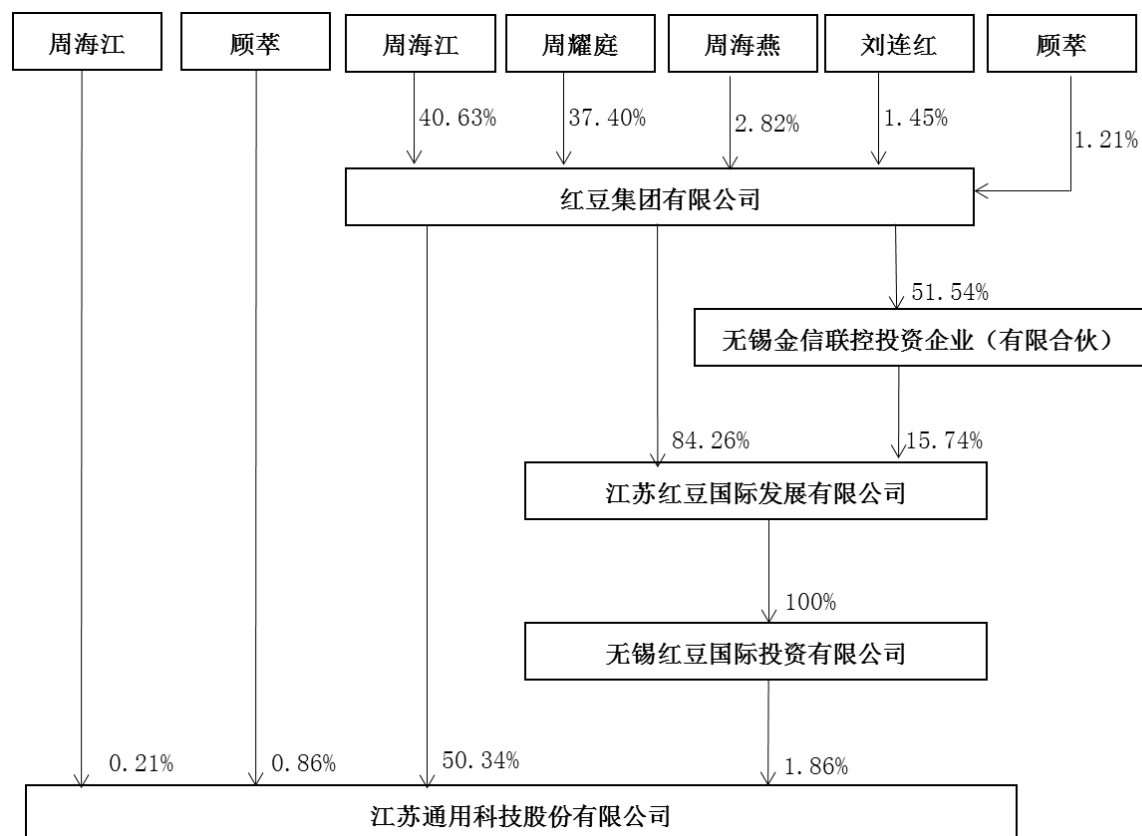 周海江
顾萃
周海江
周耀庭
周海燕
刘连红
顾萃
40.63%
37.40%
2.82%
1.45%
1.21%
红豆集团有限公司
51.54%
无锡金信联控投资企业（有限合伙）
84.26%
15.74%
江苏红豆国际发展有限公司
100%
无锡红豆国际投资有限公司
0.21%
0.86%
50.34%
1.86%
江苏通用科技股份有限公司